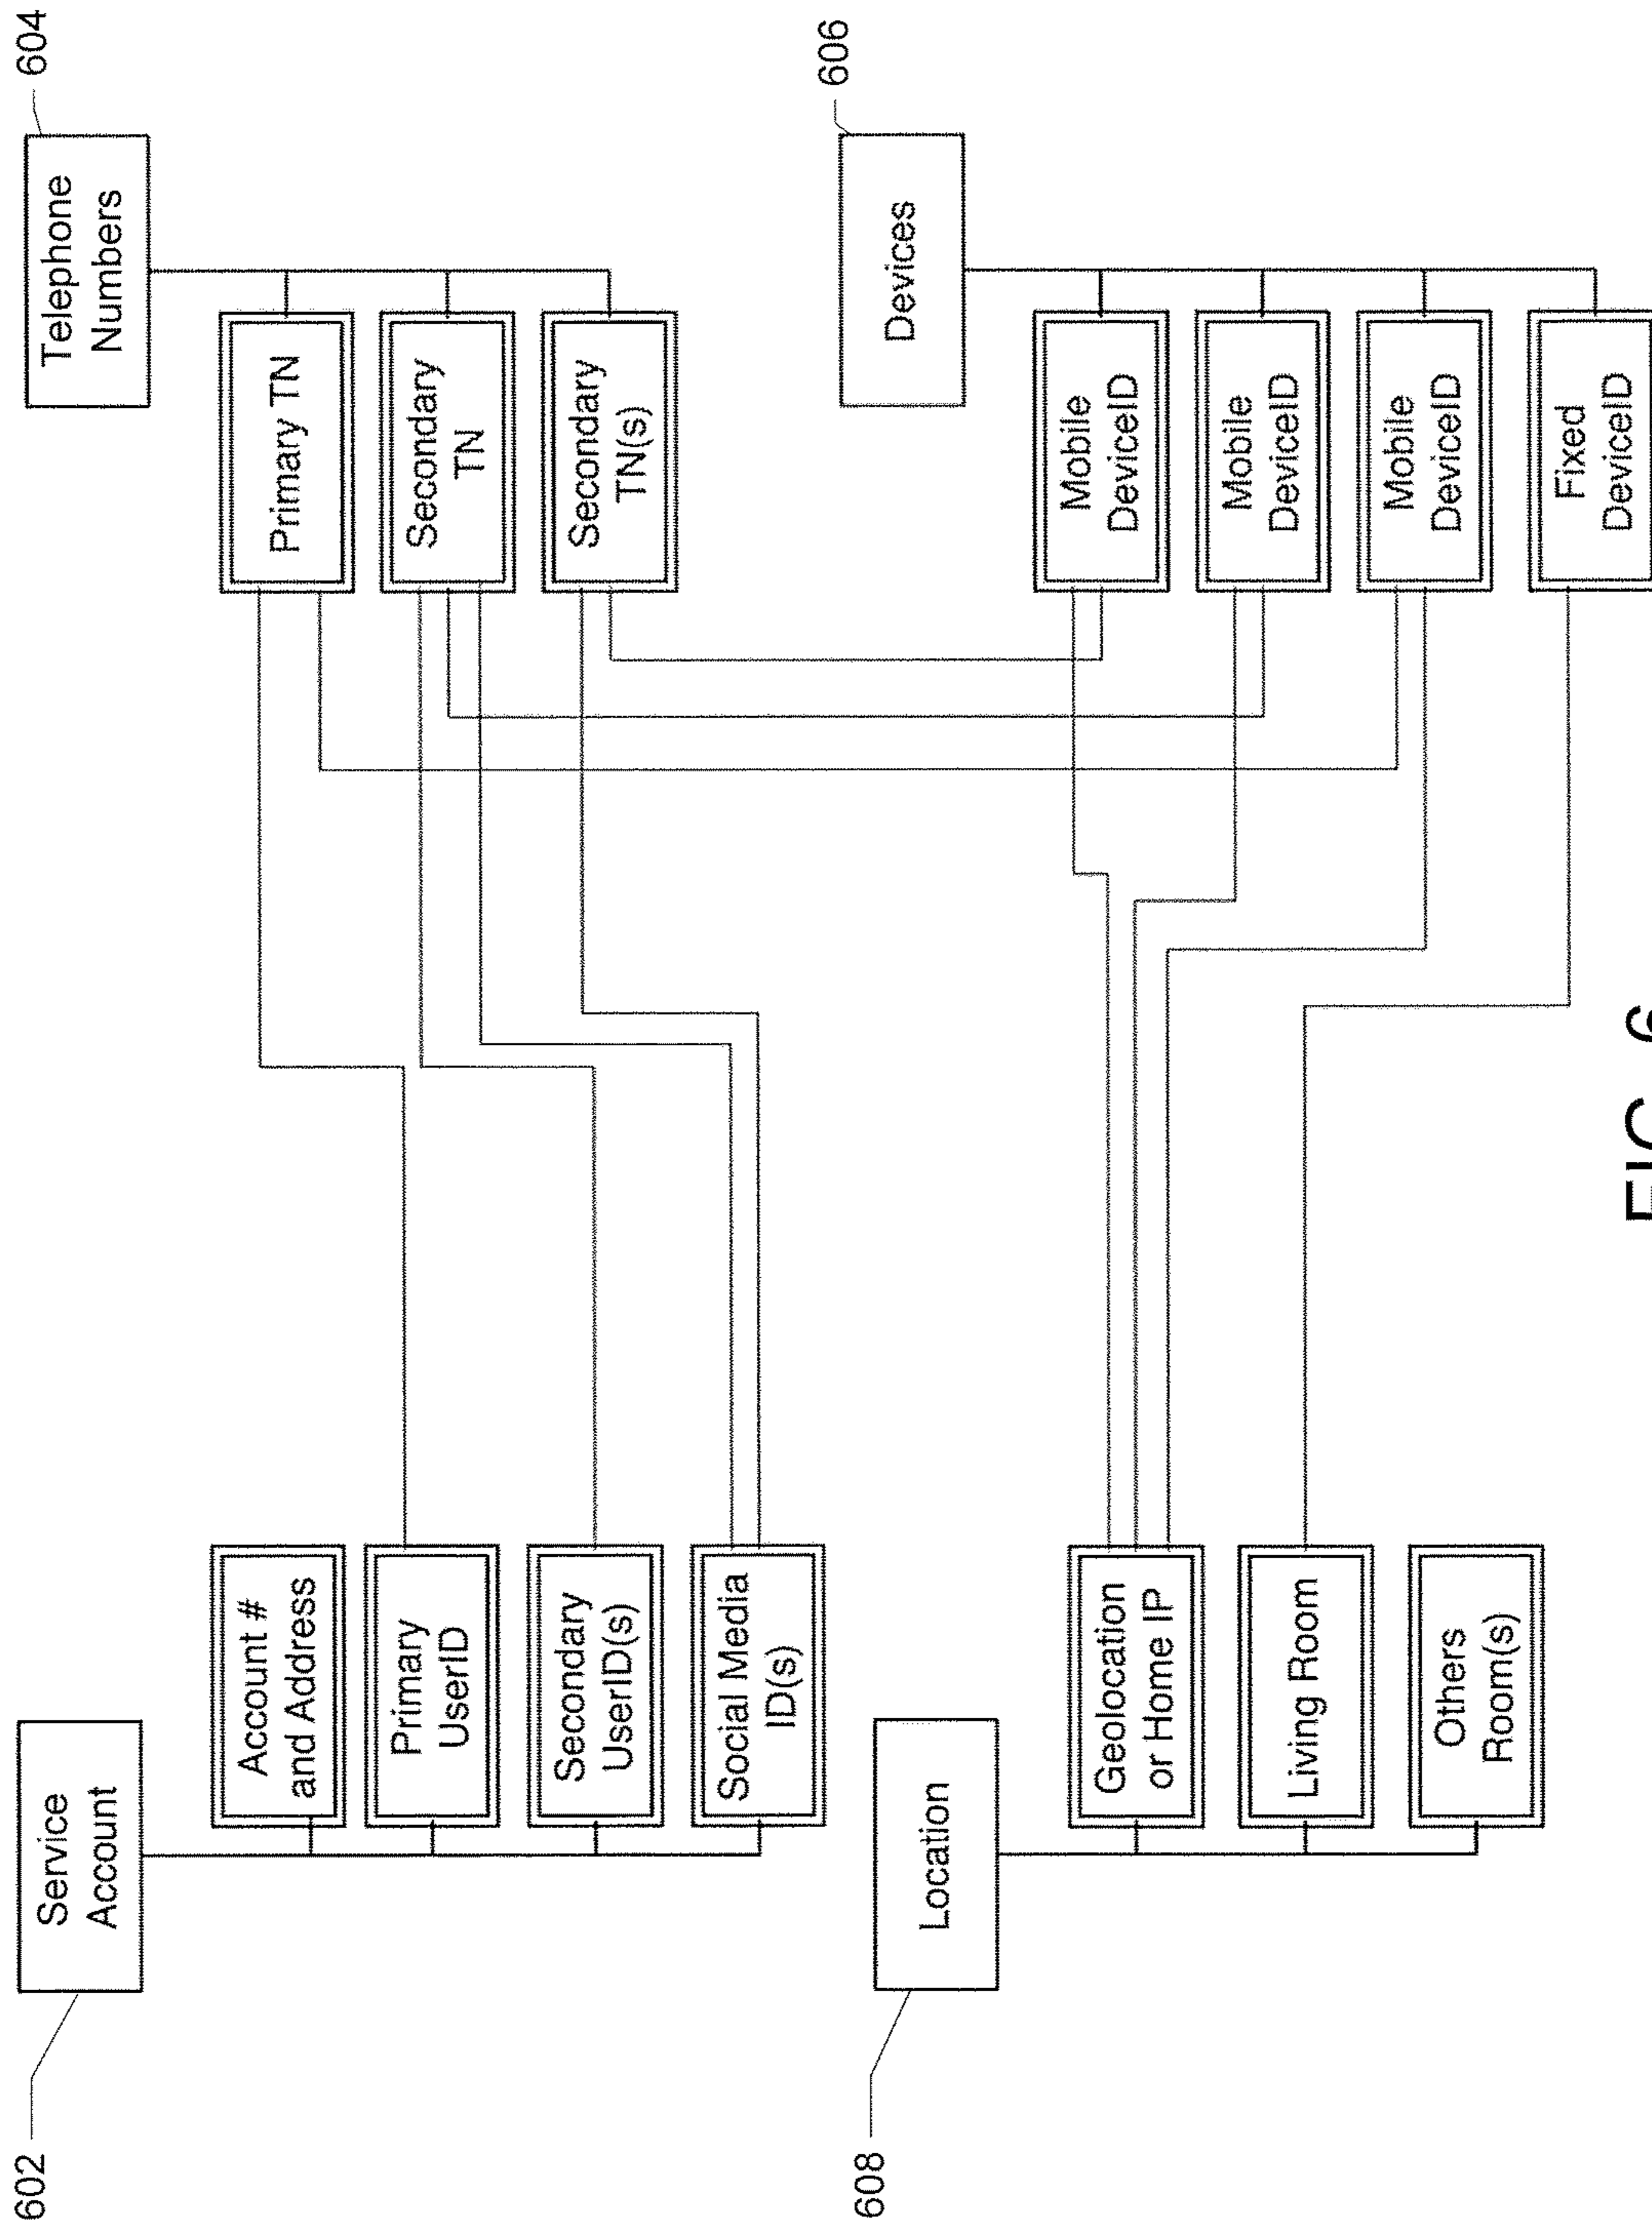 602
Service
Account
Account #
and Address
Primary
UserID
Secondary
UserID(s)
Social Media
ID(s)
604
Telephone
Numbers
Primary TN
Secondary
TN
Secondary
TN(s)
608
Location
Geolocation
or Home IP
Living Room
Others
Room(s)
606
Devices
Mobile
DeviceID
Mobile
DeviceID
Mobile
DeviceID
Fixed
DeviceID
FIG. 6